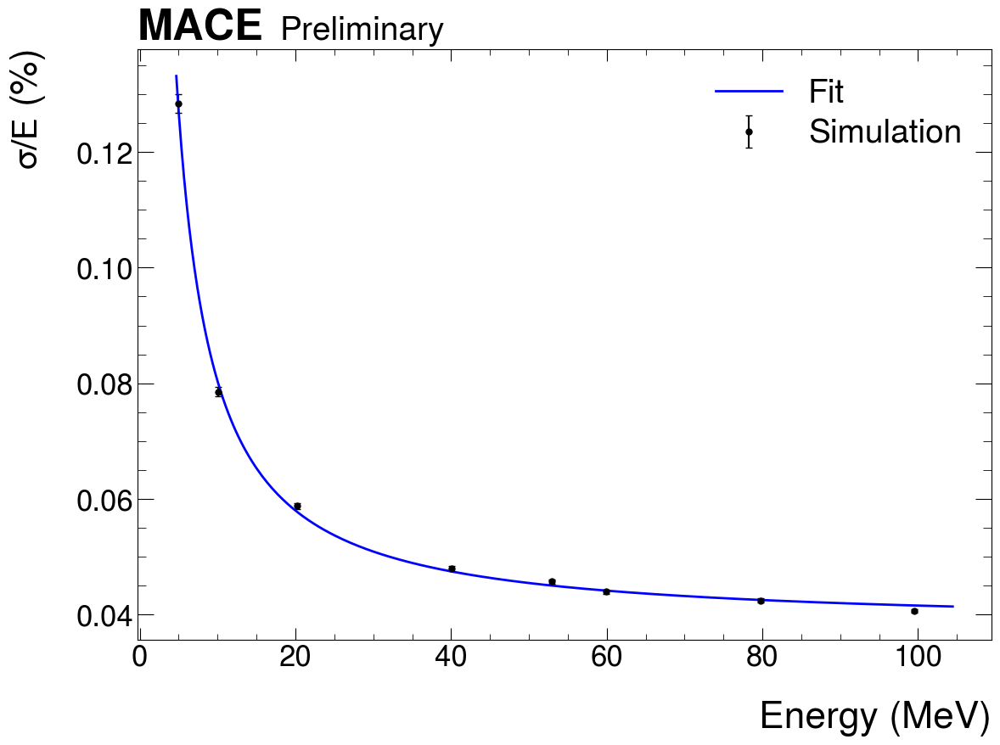 MACE Preliminary
σ/E (%)
Fit
Simulation
0.12
0.10
0.08
0.06
0.04
0 20 40 60 80 100
Energy (MeV)